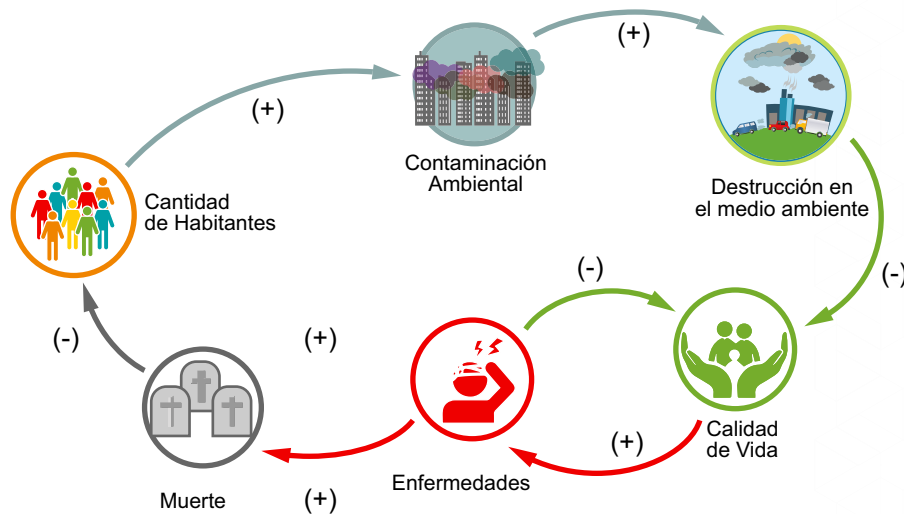 (+)
(+)
Contaminación
Ambiental
Cantidad
de Habitantes
Destrucción en
el medio ambiente
(-)
(-)
(-)
(+)
Calidad
de Vida
(+)
Enfermedades
Muerte
(+)